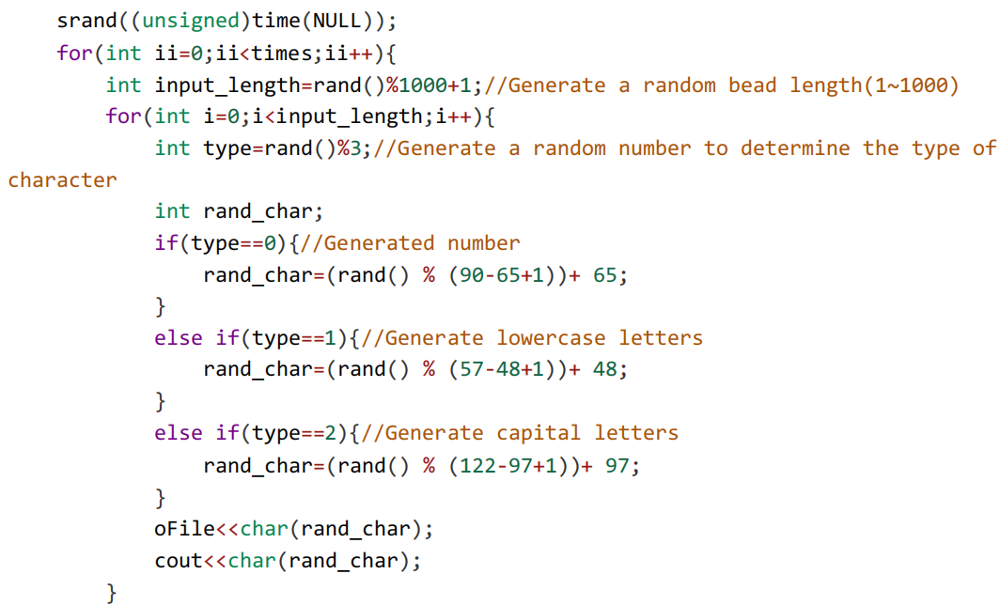 srand((unsigned)time(NULL));
for(int ii=0;ii<times;ii++){
int input_length=rand()%1000+1;//Generate a random bead length(1~1000)
for(int i=0;i<input_length;i++){
int type=rand()%3;//Generate a random number to determine the type of
character
int rand_char;
if(type==0){//Generated number
rand_char=(rand() % (90-65+1))+ 65;
}
else if(type==1){//Generate lowercase letters
rand_char=(rand() % (57-48+1))+ 48;
}
else if(type==2){//Generate capital letters
rand_char=(rand() % (122-97+1))+ 97;
}
oFile<<char(rand_char);
cout<<char(rand_char);
}